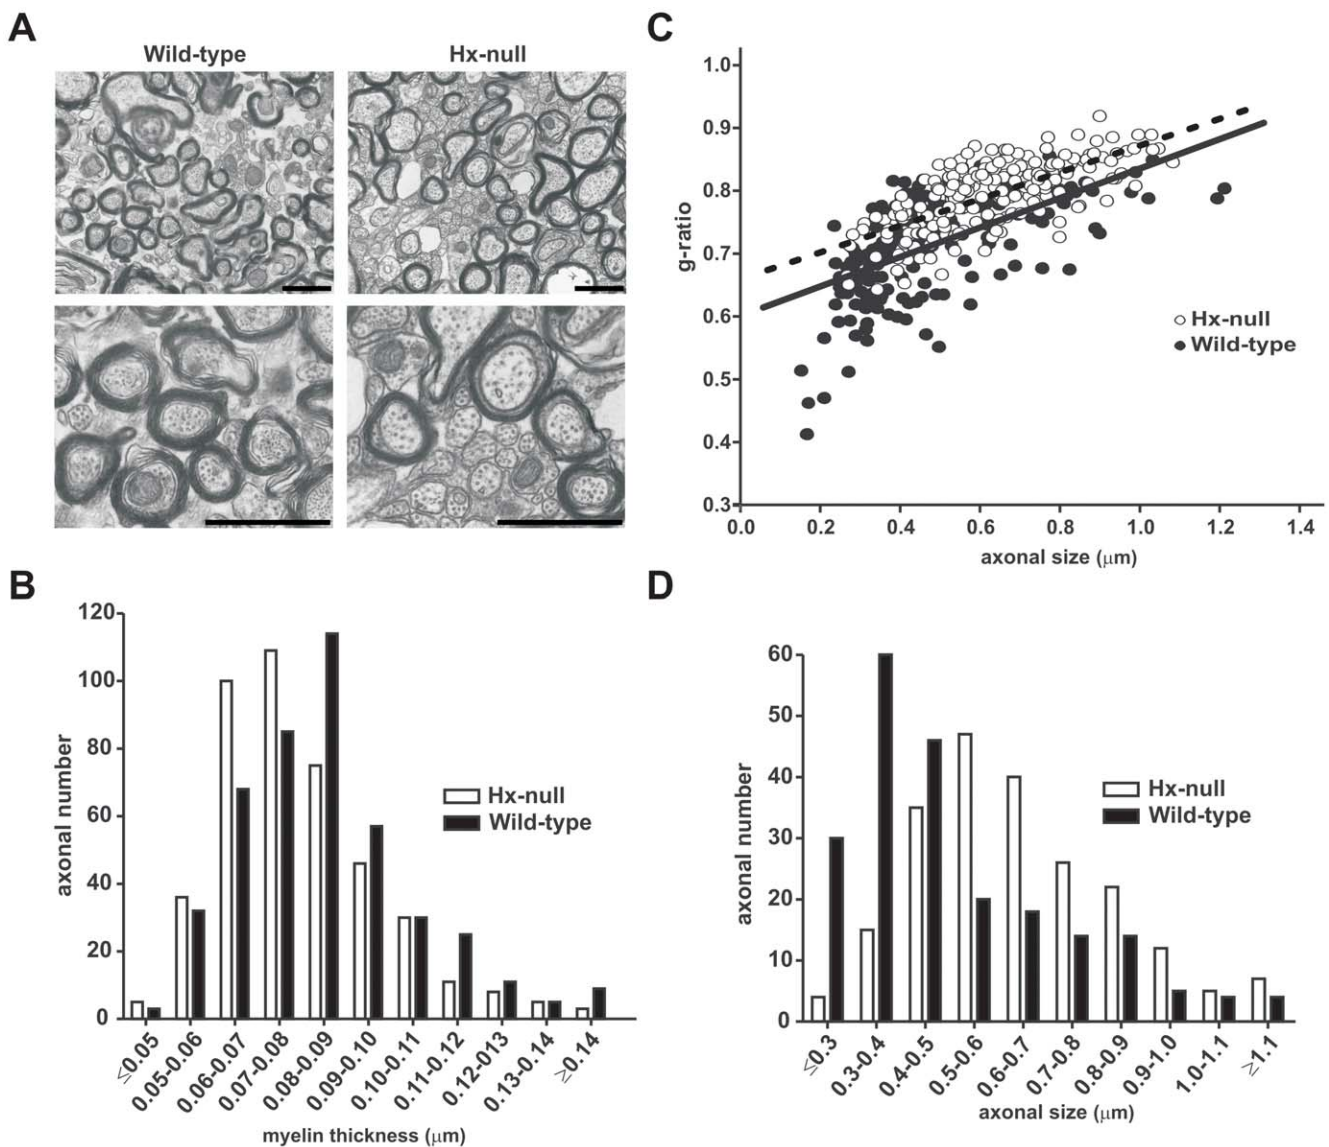 A
Wild-type
Hx-null
C
1.0
0.9
0.8
0.7
0.6
0.5
0.4
0.3
g-ratio
Hx-null
Wild-type
0.0
0.2
0.4
0.6
0.8
1.0
1.2
1.4
axonal size (μm)
B
120
100
80
60
40
20
0
axonal number
Hx-null
Wild-type
≤0.05
0.05-0.06
0.06-0.07
0.07-0.08
0.08-0.09
0.09-0.10
0.10-0.11
0.11-0.12
0.12-013
0.13-0.14
≥0.14
myelin thickness (μm)
D
60
50
40
30
20
10
0
axonal number
Hx-null
Wild-type
≤0.3
0.3-0.4
0.4-0.5
0.5-0.6
0.6-0.7
0.7-0.8
0.8-0.9
0.9-1.0
1.0-1.1
≥1.1
axonal size (μm)